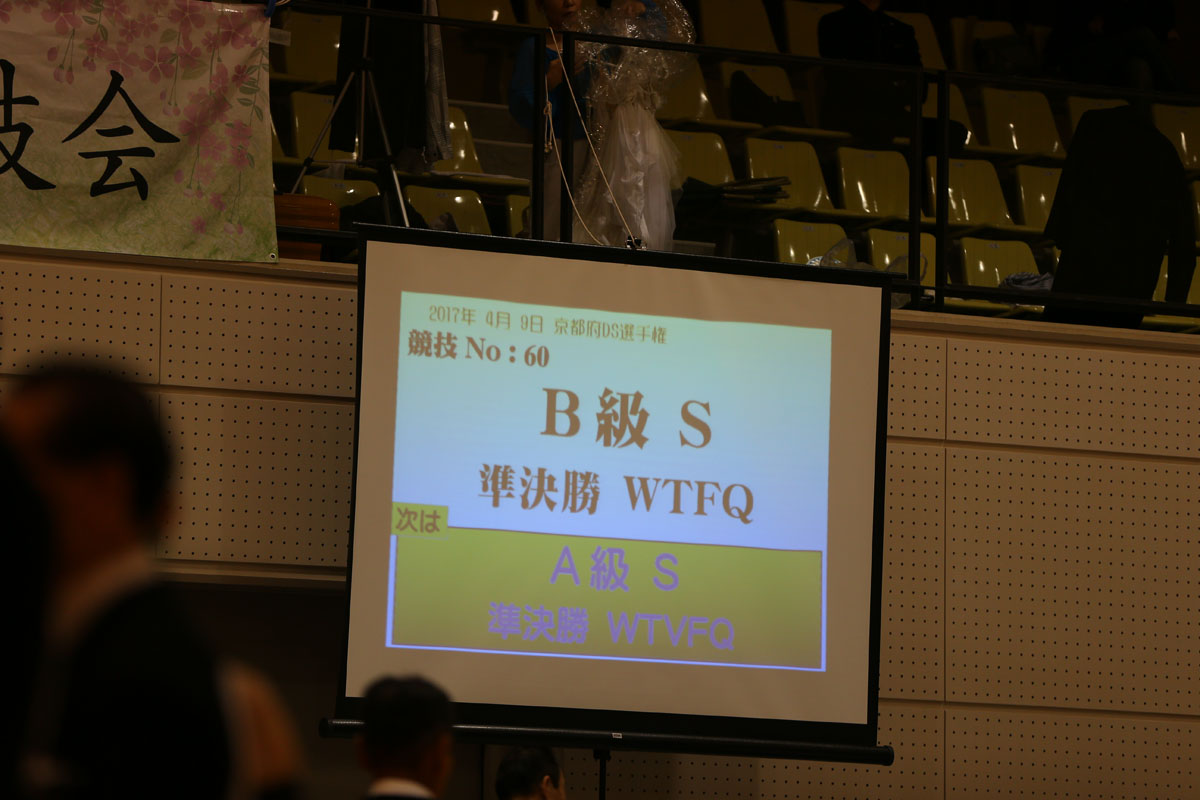 技会
2017年 4月 9日 京都府DS選手権
競技 No：60
B級 S
準決勝 WTFQ
次は
A級 S
準決勝 WTVFQ